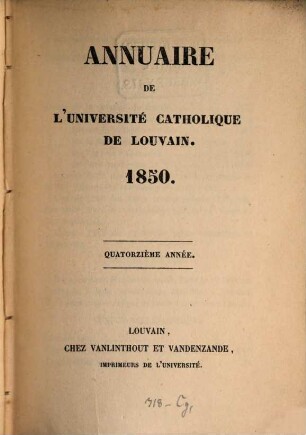 ANNUAIRE
DE
L'UNIVERSITÉ CATHOLIQUE
DE LOUVAIN.
1850.
QUATORZIÈME ANNÉE.
LOUVAIN,
CHEZ VANLINTHOUT ET VANDENZANDE,
IMPRIMEURS DE L'UNIVERSITÉ.